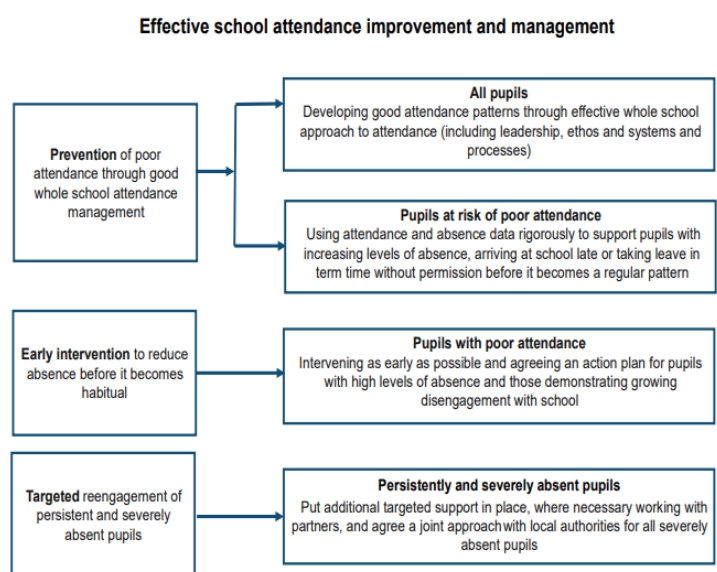 Effective school attendance improvement and management
Prevention of poor
attendance through good
whole school attendance
management
All pupils
Developing good attendance patterns through effective whole school
approach to attendance (including leadership, ethos and systems and
processes)
Pupils at risk of poor attendance
Using attendance and absence data rigorously to support pupils with
increasing levels of absence, arriving at school late or taking leave in
term time without permission before it becomes a regular pattern
Early intervention to reduce
absence before it becomes
habitual
Pupils with poor attendance
Intervening as early as possible and agreeing an action plan for pupils
with high levels of absence and those demonstrating growing
disengagement with school
Targeted reengagement of
persistent and severely
absent pupils
Persistently and severely absent pupils
Put additional targeted support in place, where necessary working with
partners, and agree a joint approach with local authorities for all severely
absent pupils